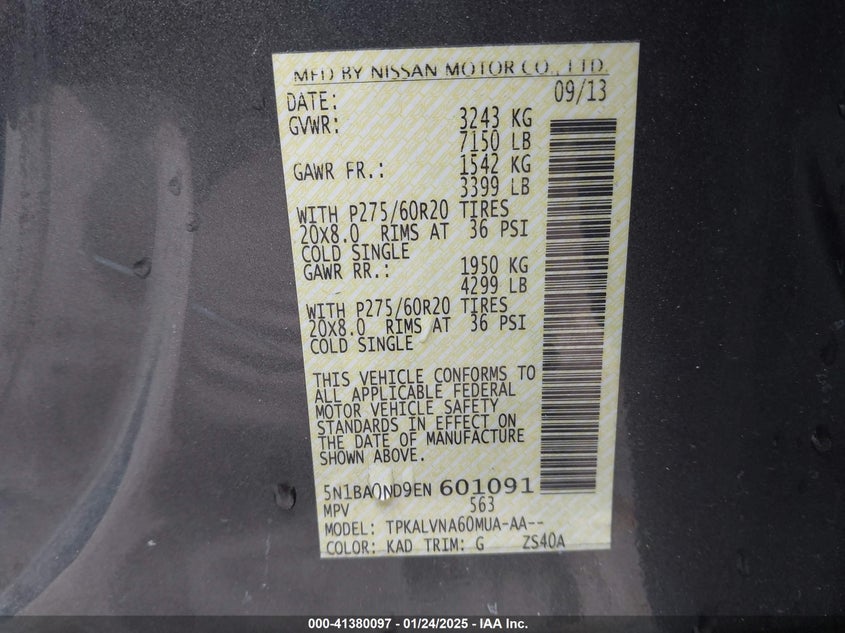 MFD BY NISSAN MOTOR CO., LTD.
DATE: 09/13
GVWR: 3243 KG
7150 LB
GAWR FR.: 1542 KG
3399 LB
WITH P275/60R20 TIRES
20X8.0 RIMS AT 36 PSI
COLD SINGLE
GAWR RR.: 1950 KG
4299 LB
WITH P275/60R20 TIRES
20X8.0 RIMS AT 36 PSI
COLD SINGLE
THIS VEHICLE CONFORMS TO
ALL APPLICABLE FEDERAL
MOTOR VEHICLE SAFETY
STANDARDS IN EFFECT ON
THE DATE OF MANUFACTURE
SHOWN ABOVE.
5N1BA0ND9EN 601091
MPV 563
MODEL: TPKALVNA60MUA-AA--
COLOR: KAD TRIM: G ZS40A
000-41380097 — 01/24/2025 — IAA Inc.